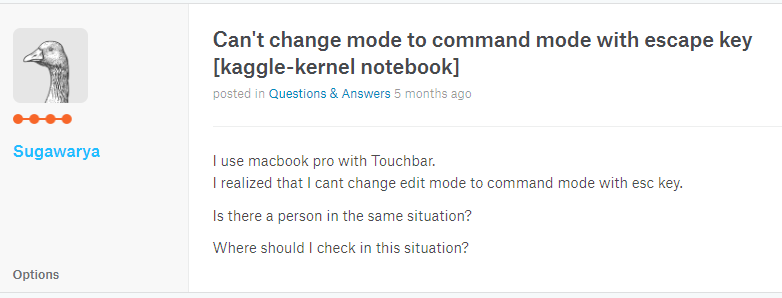 Can't change mode to command mode with escape key
[kaggle-kernel notebook]
posted in Questions & Answers 5 months ago
Sugawarya
I use macbook pro with Touchbar.
I realized that I cant change edit mode to command mode with esc key.
Is there a person in the same situation?
Where should I check in this situation?
Options